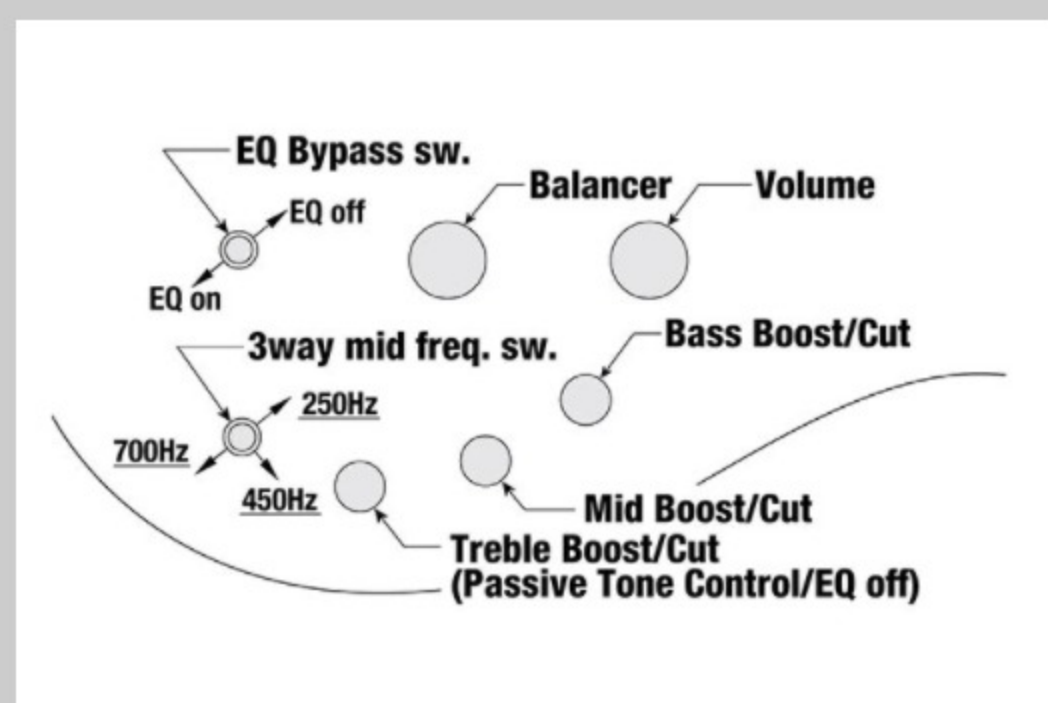 EQ Bypass sw.
EQ off
EQ on
Balancer
Volume
3way mid freq. sw.
250Hz
700Hz
450Hz
Bass Boost/Cut
Mid Boost/Cut
Treble Boost/Cut
(Passive Tone Control/EQ off)